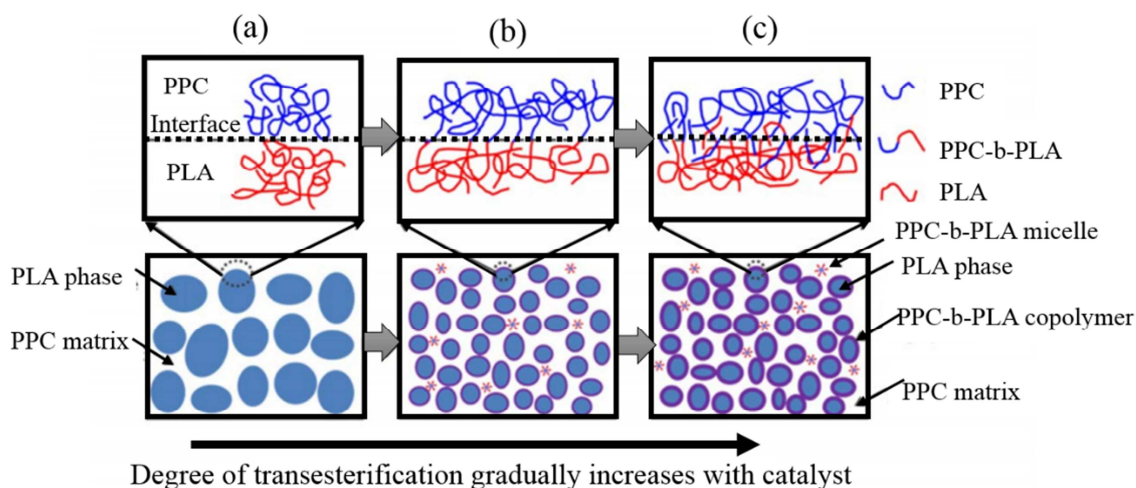 (a)
(b)
(c)
PPC
Interface
PLA
PPC
PPC-b-PLA
PLA
PPC-b-PLA micelle
PLA phase
PPC-b-PLA copolymer
PPC matrix
PLA phase
PPC matrix
Degree of transesterification gradually increases with catalyst